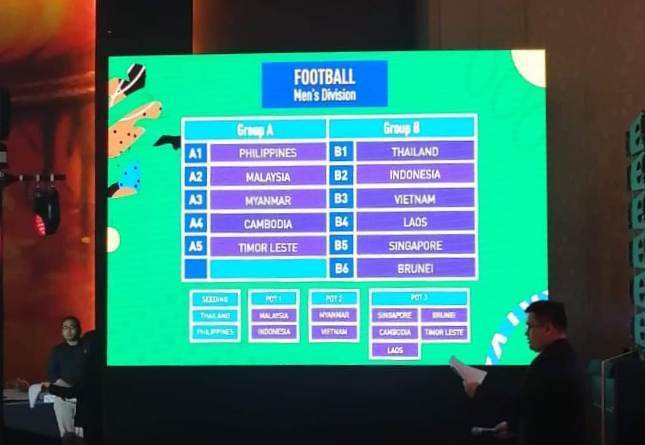 FOOTBALL
Men's Division
Group A Group B
A1 PHILIPPINES B1 THAILAND
A2 MALAYSIA B2 INDONESIA
A3 MYANMAR B3 VIETNAM
A4 CAMBODIA B4 LAOS
A5 TIMOR LESTE B5 SINGAPORE
B6 BRUNEI
SEEDING POT 1 POT 2 POT 3
THAILAND MALAYSIA MYANMAR SINGAPORE BRUNEI
PHILIPPINES INDONESIA VIETNAM CAMBODIA TIMOR LESTE
LAOS